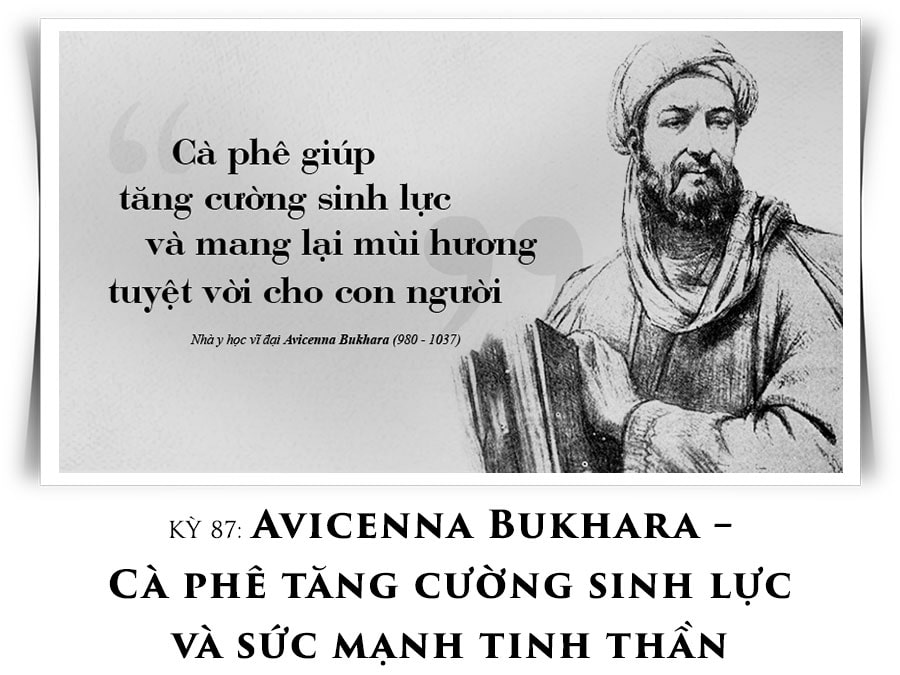 Cà phê giúp
tăng cường sinh lực
và mang lại mùi hương
tuyệt vời cho con người
Nhà y học vĩ đại Avicenna Bukhara (980 - 1037)
KỲ 87: AVICENNA BUKHARA –
CÀ PHÊ TĂNG CƯỜNG SINH LỰC
VÀ SỨC MẠNH TINH THẦN